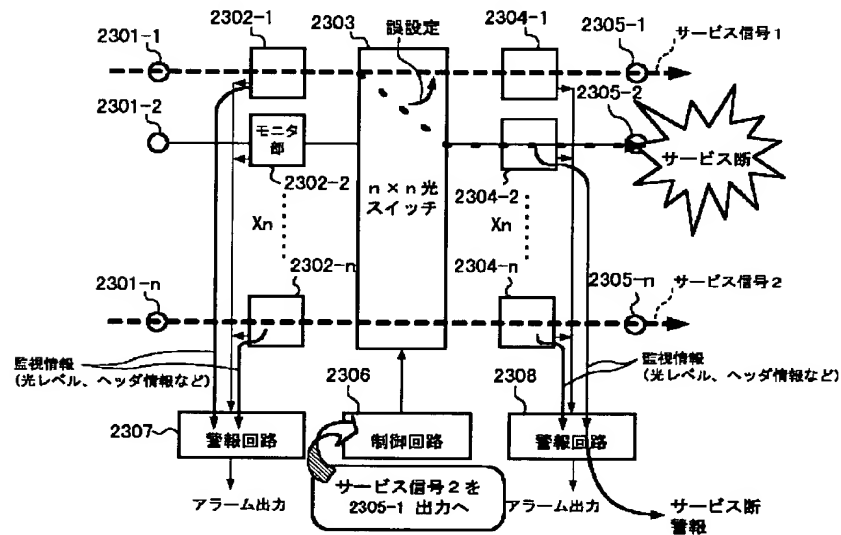 2302-1
2303
2304-1
2305-1
2301-1
誤設定
サービス信号1
2301-2
2305-2
モニタ
部
サービス断
2302-2
n×n光
スイッチ
2304-2
Xn
Xn
2302-n
2304-n
2301-n
2305-n
サービス信号2
監視情報
(光レベル、ヘッダ情報など)
監視情報
(光レベル、ヘッダ情報など)
2306
2308
2307
警報回路
制御回路
警報回路
アラーム出力
サービス信号2を
2305-1 出力へ
アラーム出力
サービス断
警報